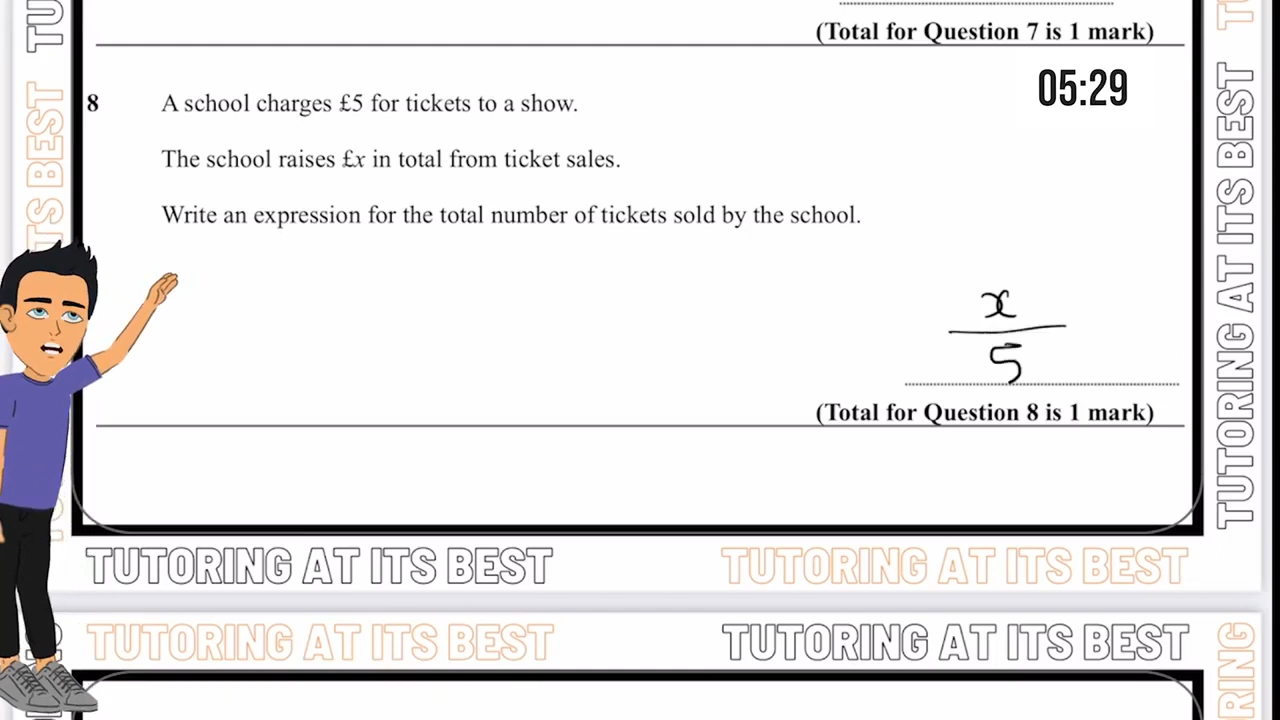 (Total for Question 7 is 1 mark)
05:29
8 A school charges £5 for tickets to a show.
The school raises £x in total from ticket sales.
Write an expression for the total number of tickets sold by the school.
x
5
(Total for Question 8 is 1 mark)
TUTORING AT ITS BEST TUTORING AT ITS BEST
TUTORING AT ITS BEST TUTORING AT ITS BEST
TU
ITS BEST
TUTORING AT ITS BEST
RING